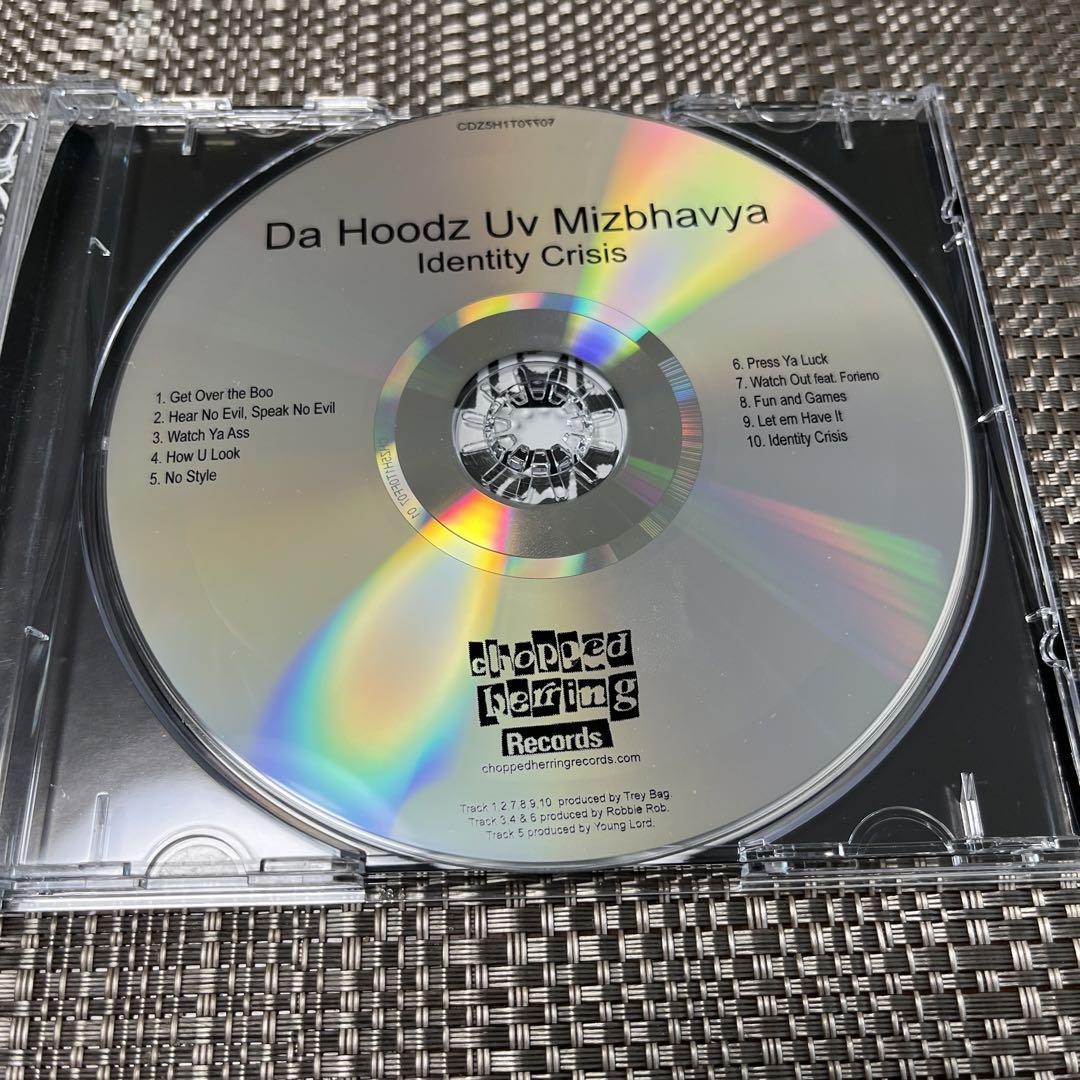 Da Hoodz Uv Mizbhavya
Identity Crisis
1. Get Over the Boo
2. Hear No Evil, Speak No Evil
3. Watch Ya Ass
4. How U Look
5. No Style
6. Press Ya Luck
7. Watch Out feat. Forieno
8. Fun and Games
9. Let em Have It
10. Identity Crisis
chopped
herring
Records
choppedherringrecords.com
Track 1,2,7,8,9,10 produced by Trey Bag.
Track 3,4 & 6 produced by Robbie Rob.
Track 5 produced by Young Lord.